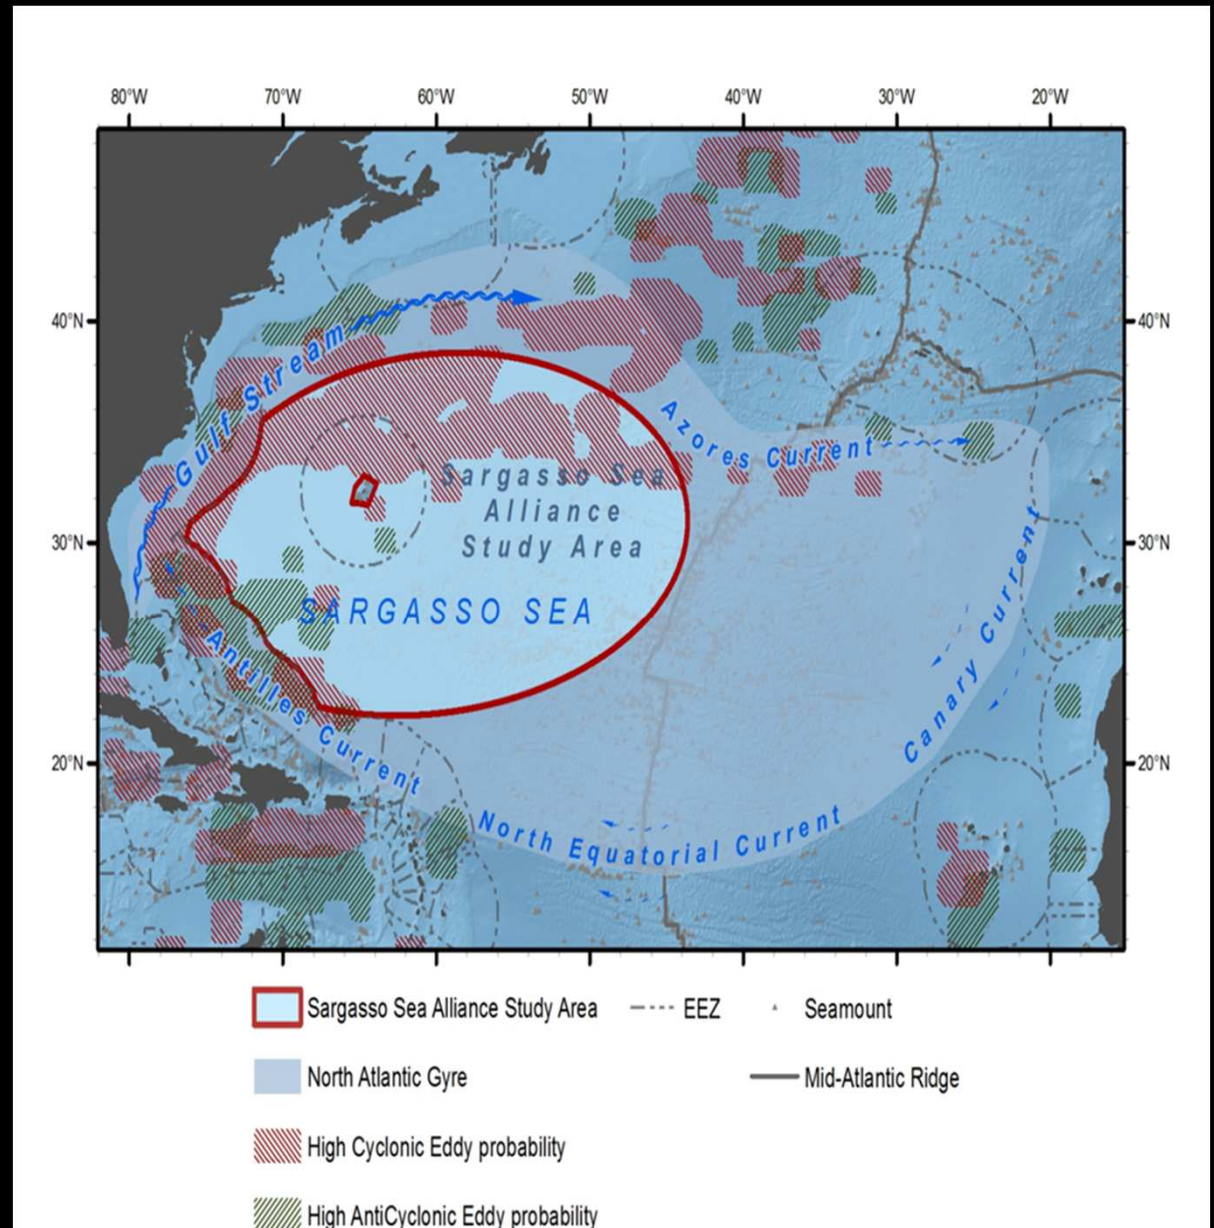 80°W 70°W 60°W 50°W 40°W 30°W 20°W
40°N 40°N
30°N 30°N
20°N 20°N
Gulf Stream
Azores Current
Sargasso Sea
Alliance
Study Area
SARGASSO SEA
Antilles Current
Canary Current
North Equatorial Current
Sargasso Sea Alliance Study Area EEZ Seamount
North Atlantic Gyre Mid-Atlantic Ridge
High Cyclonic Eddy probability
High AntiCyclonic Eddy probability